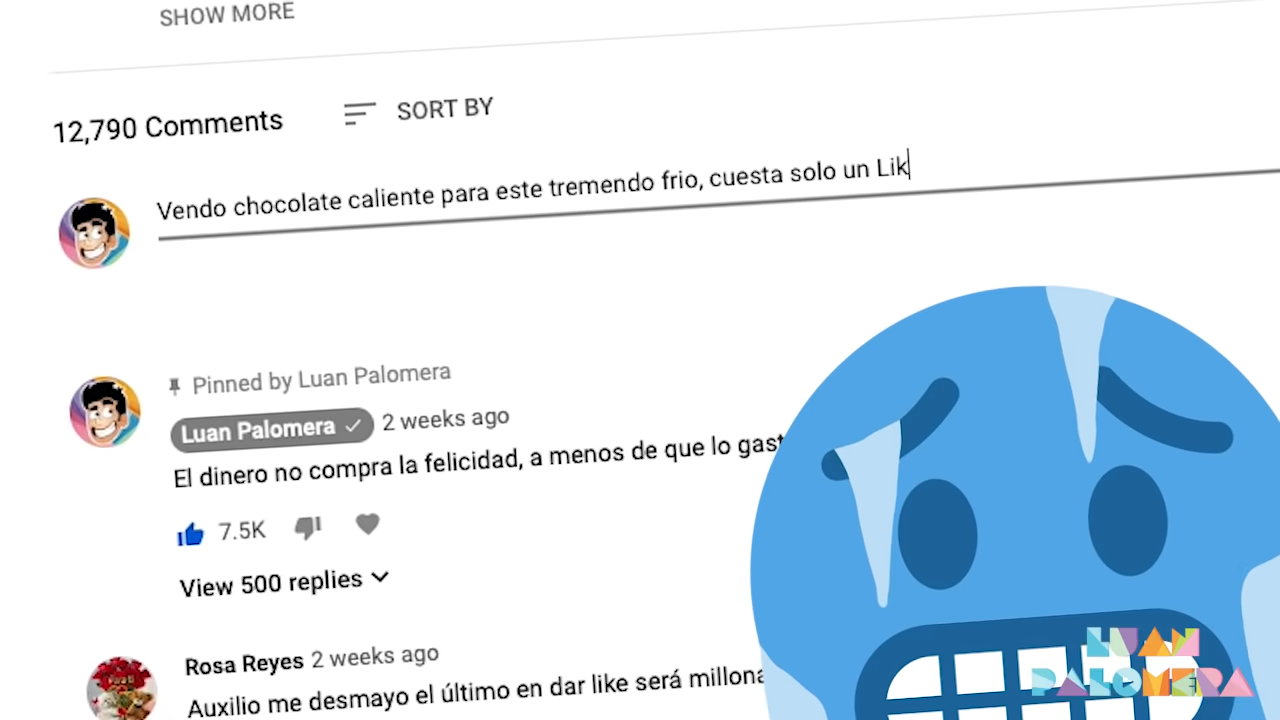 SHOW MORE
12,790 Comments
SORT BY
Vendo chocolate caliente para este tremendo frio, cuesta solo un Lik
Pinned by Luan Palomera
Luan Palomera 2 weeks ago
El dinero no compra la felicidad, a menos de que lo gast
7.5K
View 500 replies
Rosa Reyes 2 weeks ago
Auxilio me desmayo el último en dar like será millona
LUAN
PALOMERA